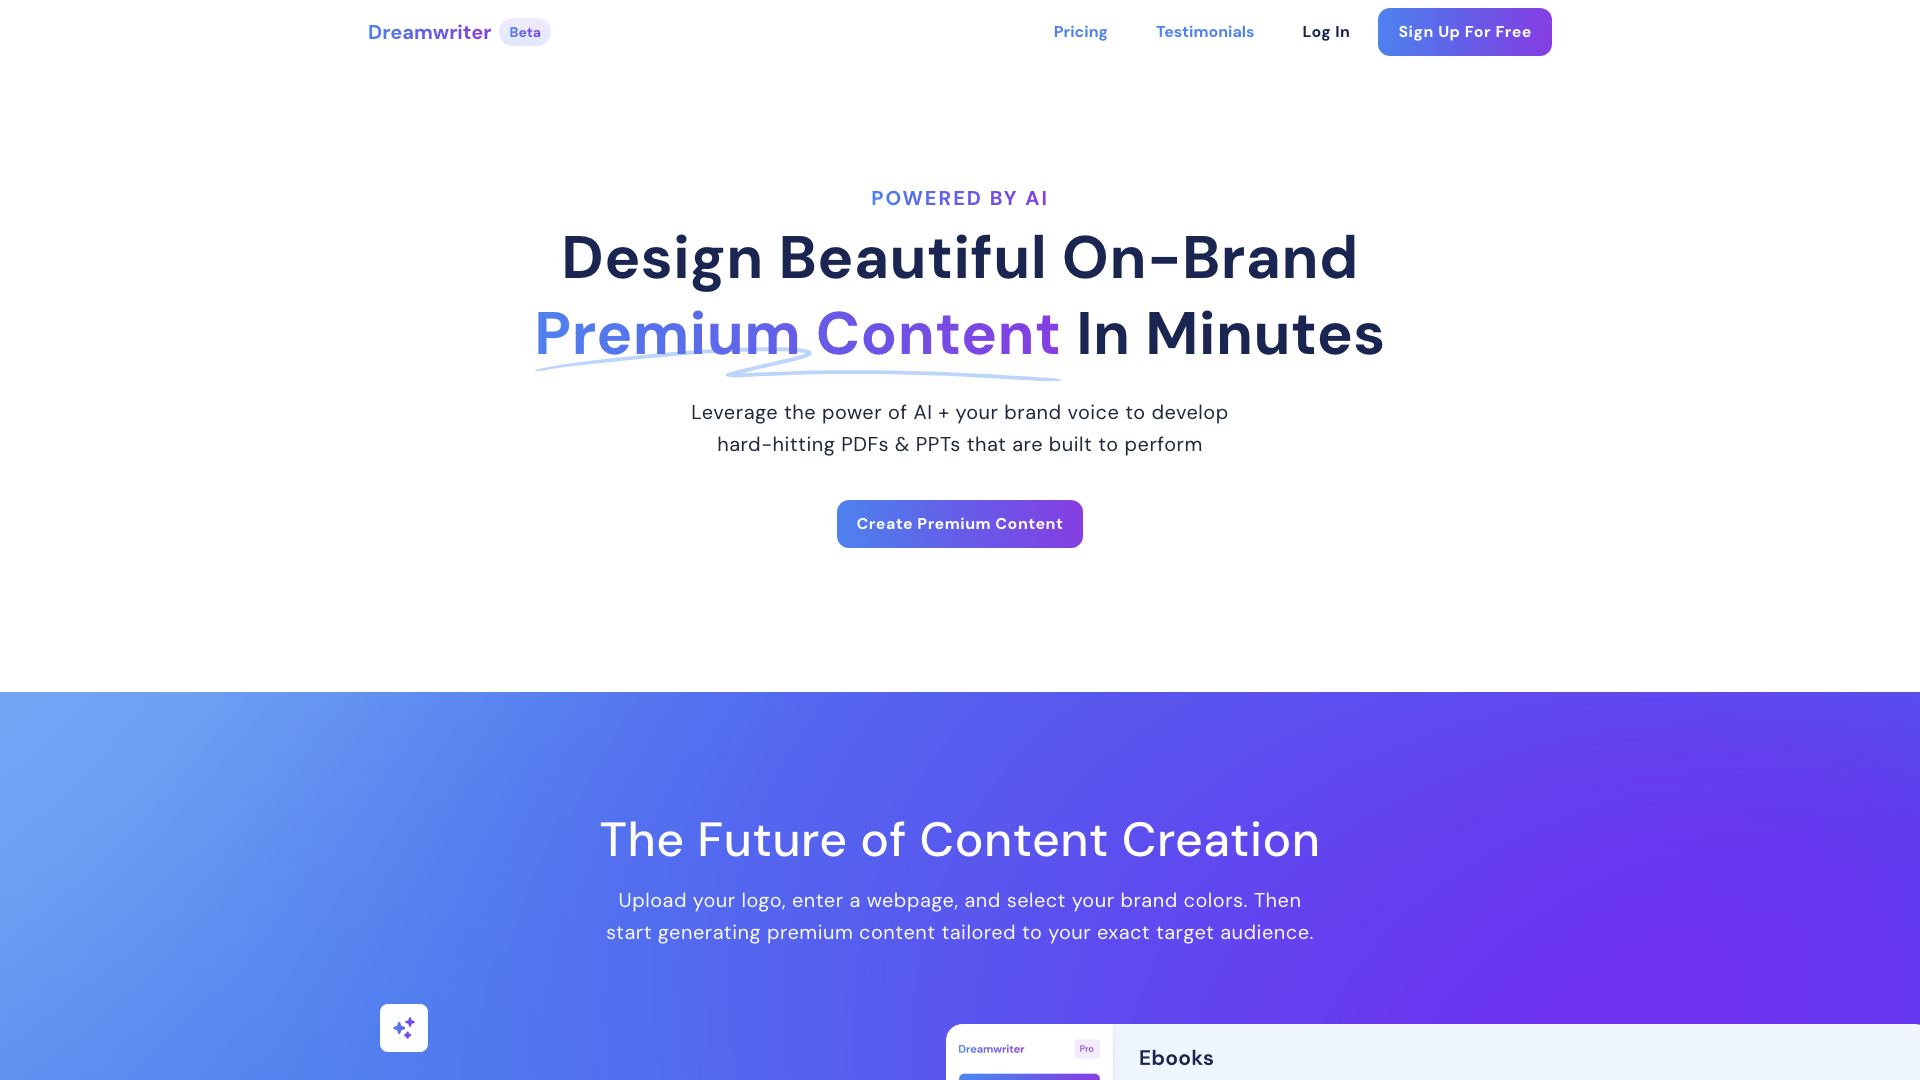 Dreamwriter Beta Pricing Testimonials Log In Sign Up For Free
POWERED BY AI
Design Beautiful On-Brand
Premium Content In Minutes
Leverage the power of AI + your brand voice to develop
hard-hitting PDFs & PPTs that are built to perform
Create Premium Content
The Future of Content Creation
Upload your logo, enter a webpage, and select your brand colors. Then
start generating premium content tailored to your exact target audience.
Dreamwriter Pro
Ebooks